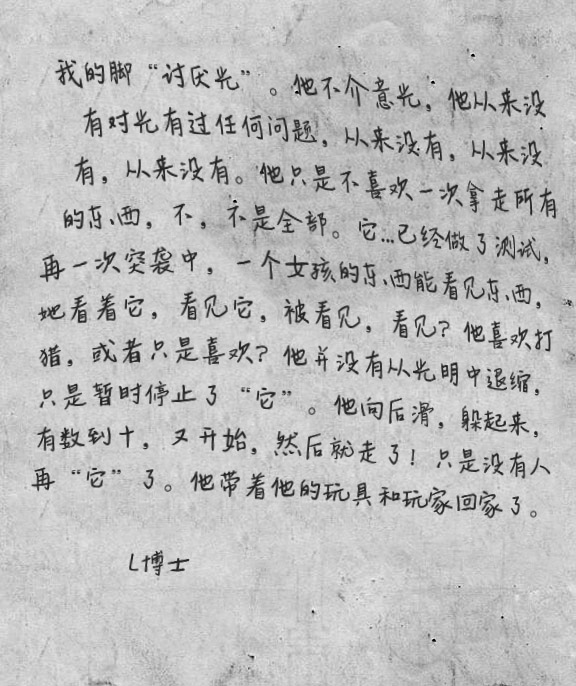 我的脚“讨厌光”。他不介意光，他从来没
有对光有过任何问题，从来没有，从来没
有，从来没有。他只是不喜欢一次拿走所有
的东西，不，不是全部。它...已经做了测试，
再一次突袭中，一个女孩的东西能看见东西，
她看着它，看见它，被看见，看见？他喜欢打
猎，或者只是喜欢？他并没有从光明中退缩，
只是暂时停止了“它”。他向后滑，躲起来，
有数到十，又开始，然后就走了！只是没有人
再“它”了。他带着他的玩具和玩家回家了。
L博士